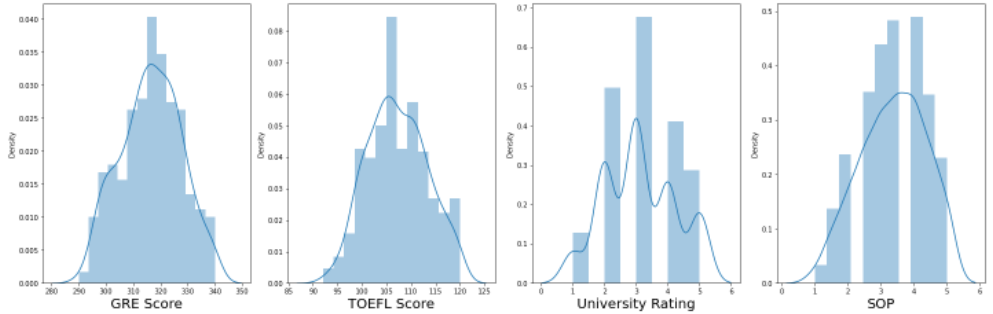 0.040
0.035
0.030
0.025
0.020
0.015
0.010
0.005
0.000
Density
280 290 300 310 320 330 340 350
GRE Score
0.08
0.07
0.06
0.05
0.04
0.03
0.02
0.01
0.00
Density
85 90 95 100 105 110 115 120 125
TOEFL Score
0.7
0.6
0.5
0.4
0.3
0.2
0.1
0.0
Density
0 1 2 3 4 5 6
University Rating
0.5
0.4
0.3
0.2
0.1
0.0
Density
0 1 2 3 4 5 6
SOP